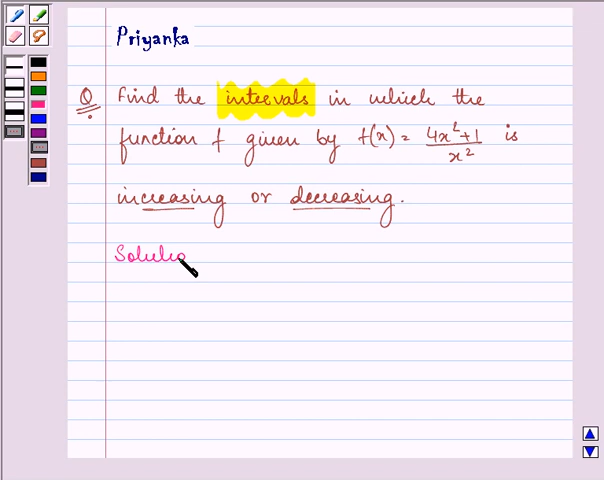 Priyanka
Q Find the intervals in which the
function f given by f(x) = 4x²+1 / x² is
increasing or decreasing.
Solutio